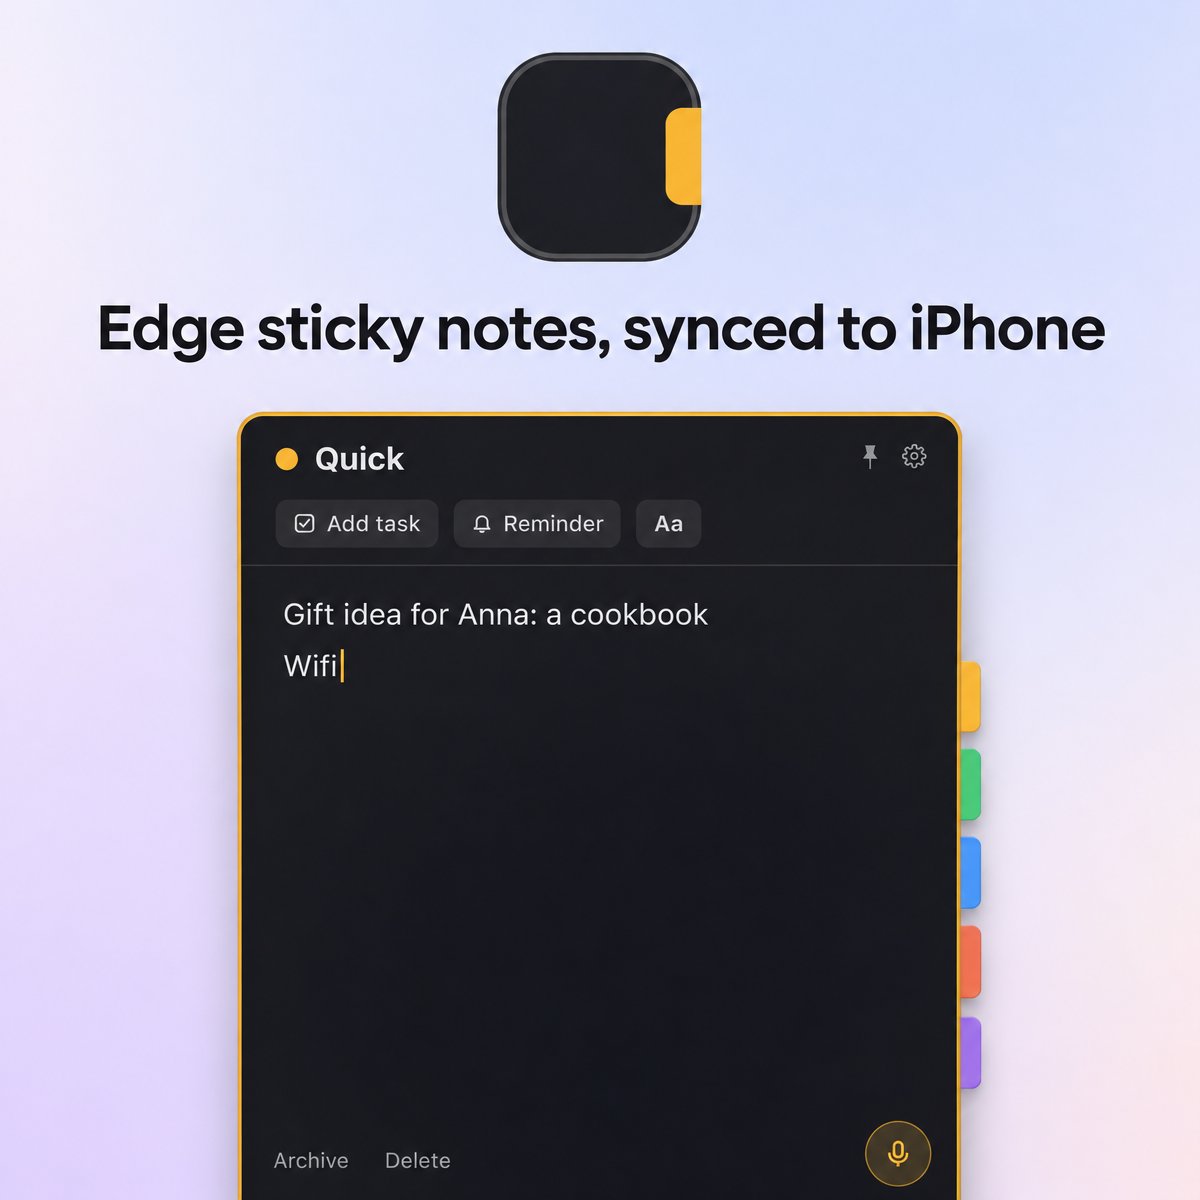 Edge sticky notes, synced to iPhone
Quick
Add task Reminder Aa
Gift idea for Anna: a cookbook
Wifi
Archive Delete